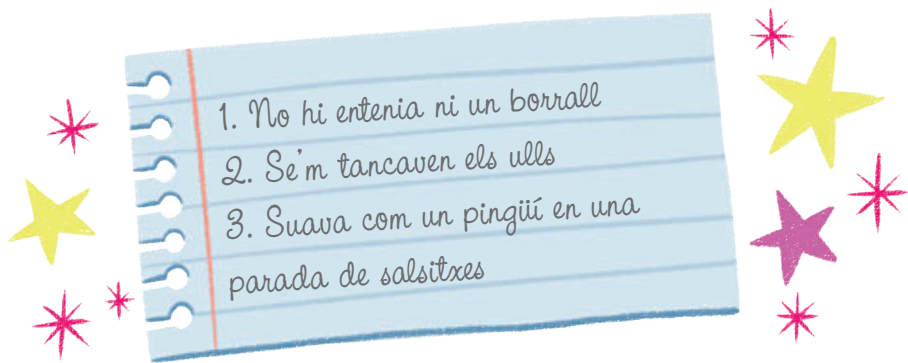 1. No hi entenia ni un borrall
2. Se'm tancaven els ulls
3. Suava com un pingüí en una
parada de salsitxes